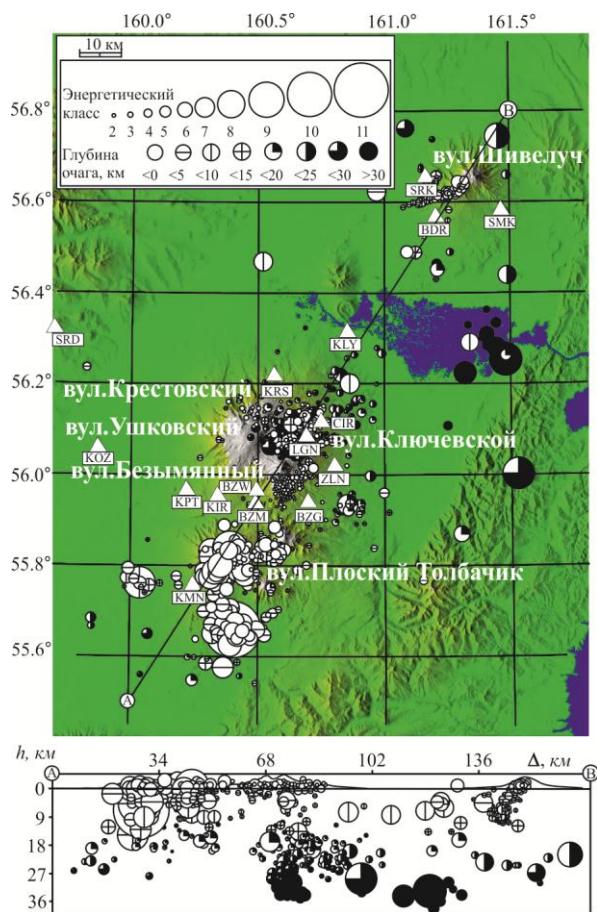 160.0° 160.5° 161.0° 161.5°
10 км
Энергетический
класс
2 3 4 5 6 7 8 9 10 11
Глубина
очага, км
<0 <5 <10 <15 <20 <25 <30 >30
56.8°
B
вул.Шивелуч
SRK
56.6°
BDR
SMK
56.4°
SRD
KLY
56.2°
KRS
вул.Крестовский
CIR
вул.Ушковский
LGN
вул.Ключевской
KOZ
56.0°
вул.Безымянный
ZLN
BZW
KPT
KIR
BZM
BZG
55.8°
вул.Плоский Толбачик
KMN
55.6°
A
h, км
A 34 68 102 136 Δ, км B
0
9
18
27
36